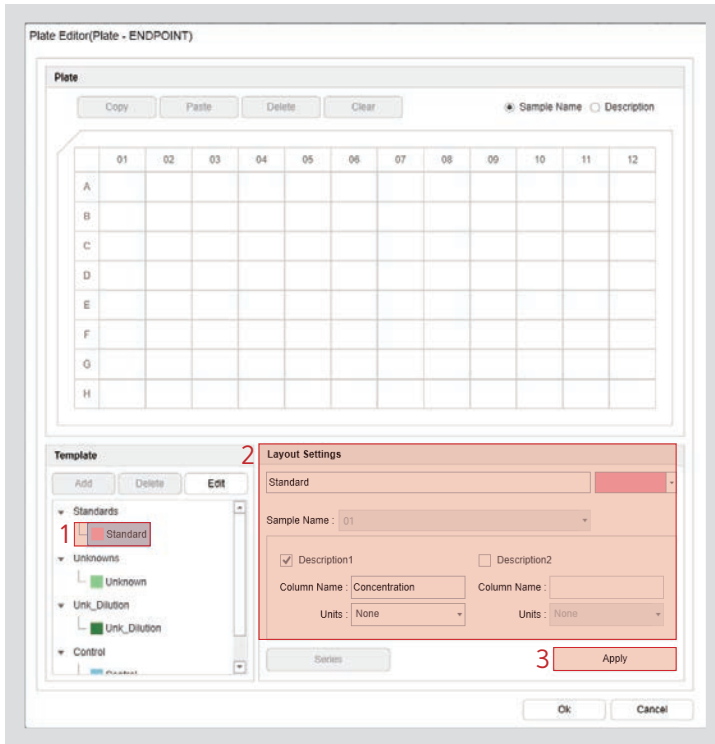 Plate Editor(Plate - ENDPOINT)
Plate
Copy Paste Delete Clear Sample Name Description
01 02 03 04 05 06 07 08 09 10 11 12
A
B
C
D
E
F
G
H
Template
Add Delete Edit
Standards
1 Standard
Unknowns
Unknown
Unk_Dilution
Unk_Dilution
Control
Control
2 Layout Settings
Standard
Sample Name : 01
Description1 Description2
Column Name : Concentration Column Name :
Units : None Units : None
Series 3 Apply
Ok Cancel